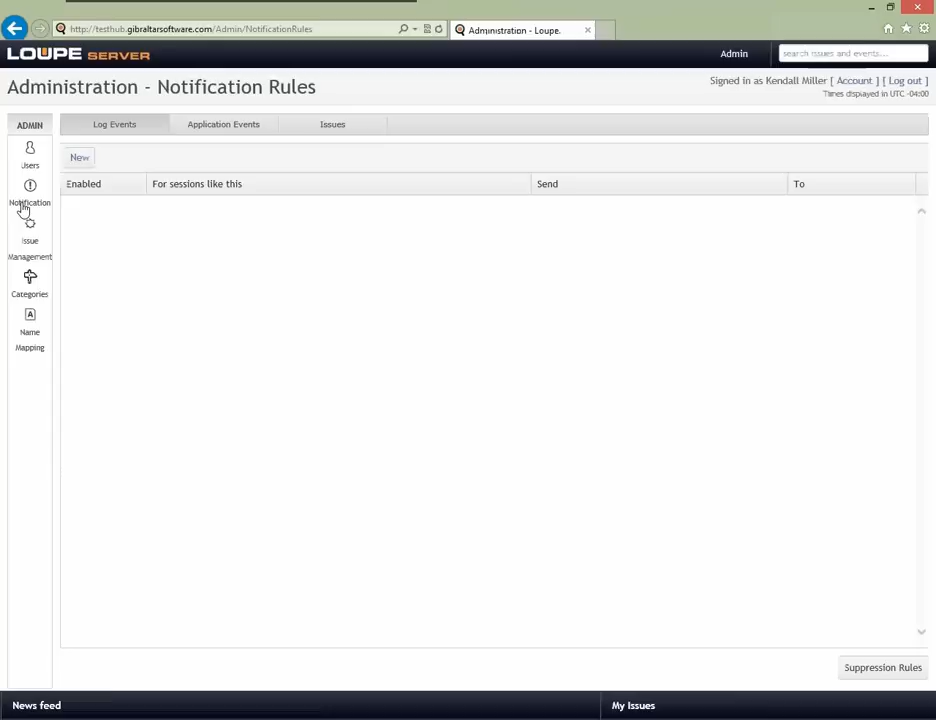 http://testhub.gibraltarsoftware.com/Admin/NotificationRules
Administration - Loupe.
LOUPE SERVER
Admin
search issues and events...
Administration - Notification Rules
Signed in as Kendall Miller [ Account ] [ Log out ]
Times displayed in UTC -04:00
ADMIN
Log Events
Application Events
Issues
Users
Notification
Issue
Management
Categories
A
Name
Mapping
New
Enabled
For sessions like this
Send
To
Suppression Rules
News feed
My Issues